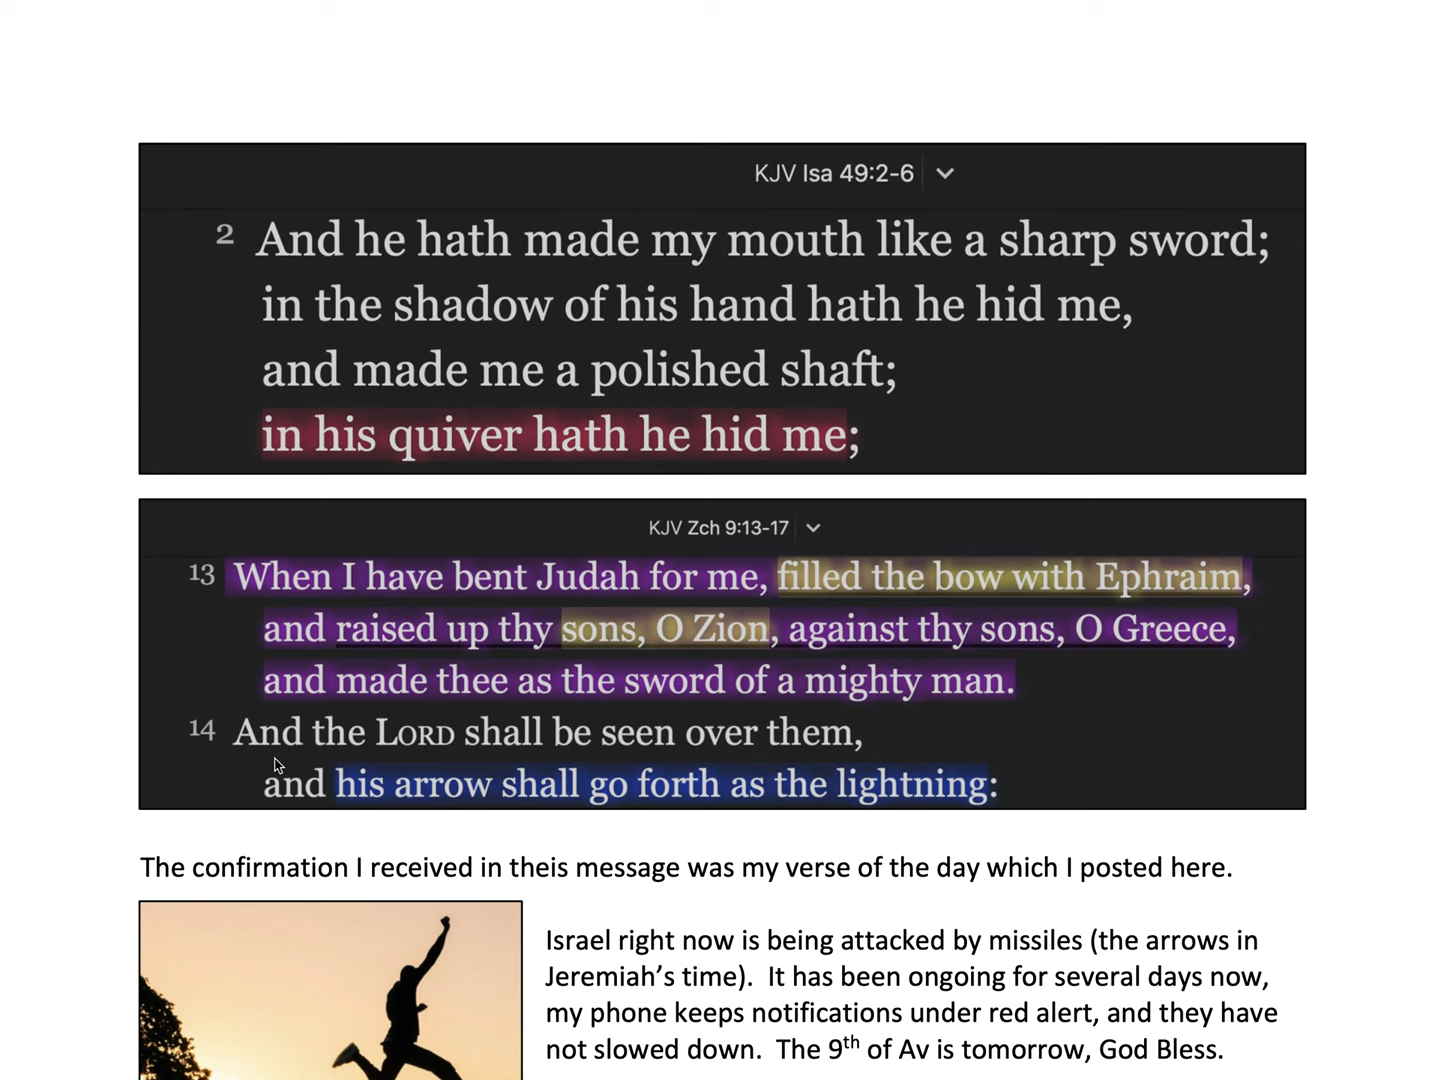 KJV Isa 49:2-6
2 And he hath made my mouth like a sharp sword;
in the shadow of his hand hath he hid me,
and made me a polished shaft;
in his quiver hath he hid me;
KJV Zch 9:13-17
13 When I have bent Judah for me, filled the bow with Ephraim,
and raised up thy sons, O Zion, against thy sons, O Greece,
and made thee as the sword of a mighty man.
14 And the LORD shall be seen over them,
and his arrow shall go forth as the lightning:
The confirmation I received in theis message was my verse of the day which I posted here.
Israel right now is being attacked by missiles (the arrows in
Jeremiah’s time).  It has been ongoing for several days now,
my phone keeps notifications under red alert, and they have
not slowed down.  The 9th of Av is tomorrow, God Bless.